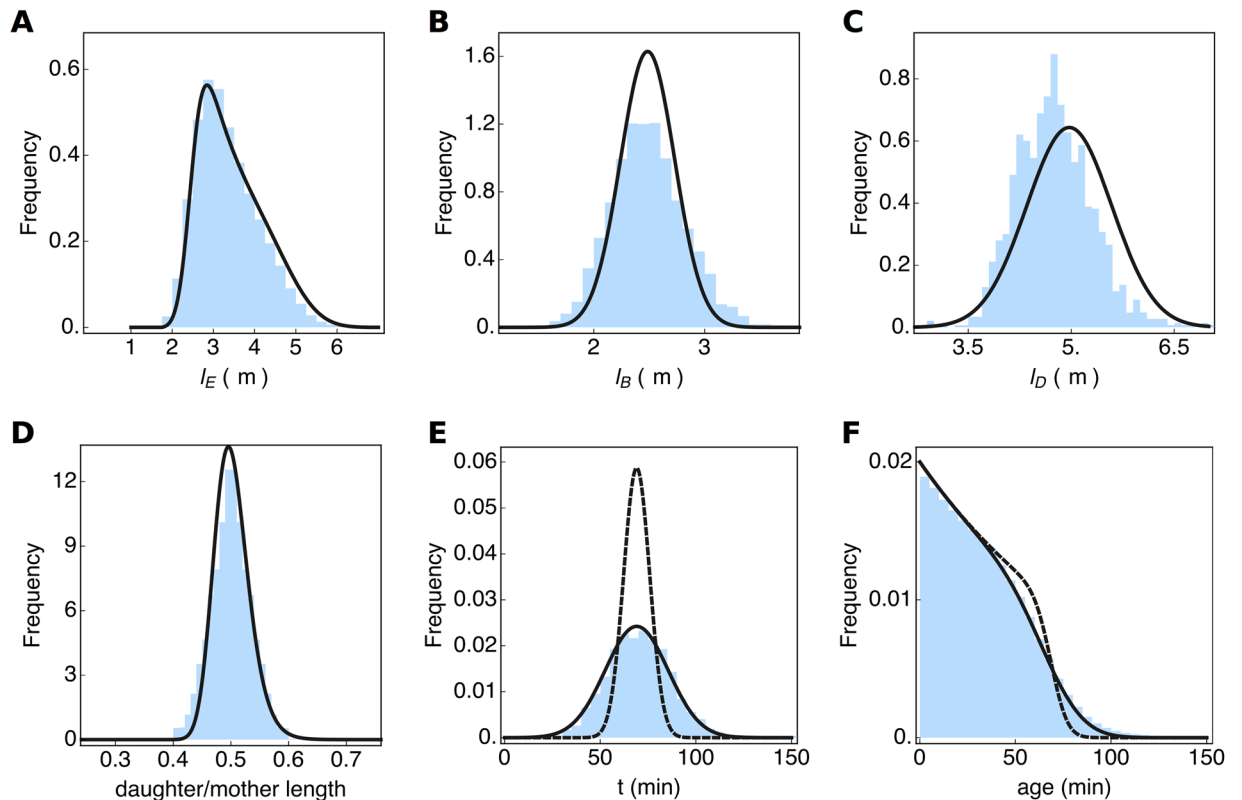 A
Frequency
0.6
0.4
0.2
0.
1 2 3 4 5 6
l_E ( m )
B
Frequency
1.6
1.2
0.8
0.4
0.
2 3
l_B ( m )
C
Frequency
0.8
0.6
0.4
0.2
0.
3.5 5. 6.5
l_D ( m )
D
Frequency
12
9
6
3
0
0.3 0.4 0.5 0.6 0.7
daughter/mother length
E
Frequency
0.06
0.05
0.04
0.03
0.02
0.01
0.
0 50 100 150
t (min)
F
Frequency
0.02
0.01
0.
0 50 100 150
age (min)